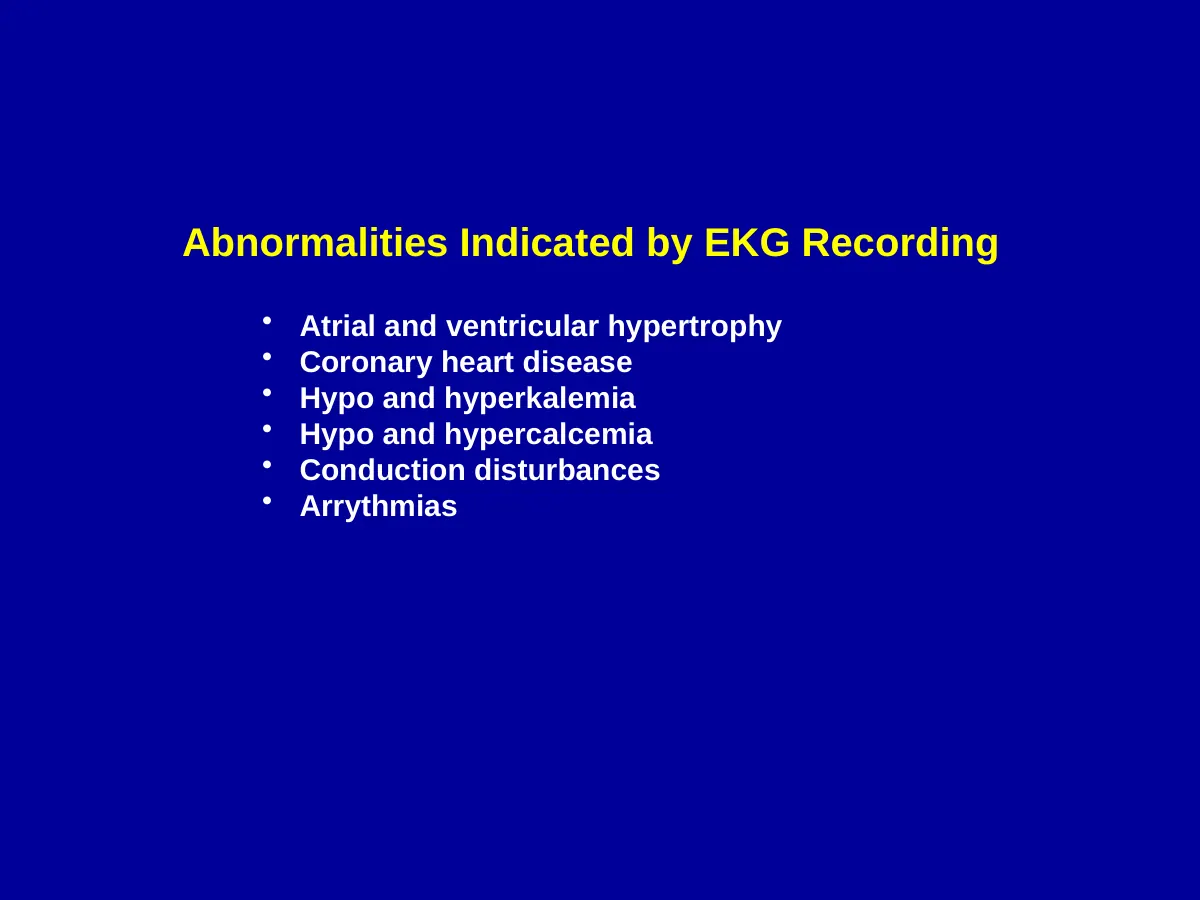 Abnormalities Indicated by EKG Recording
• Atrial and ventricular hypertrophy
• Coronary heart disease
• Hypo and hyperkalemia
• Hypo and hypercalcemia
• Conduction disturbances
• Arrythmias